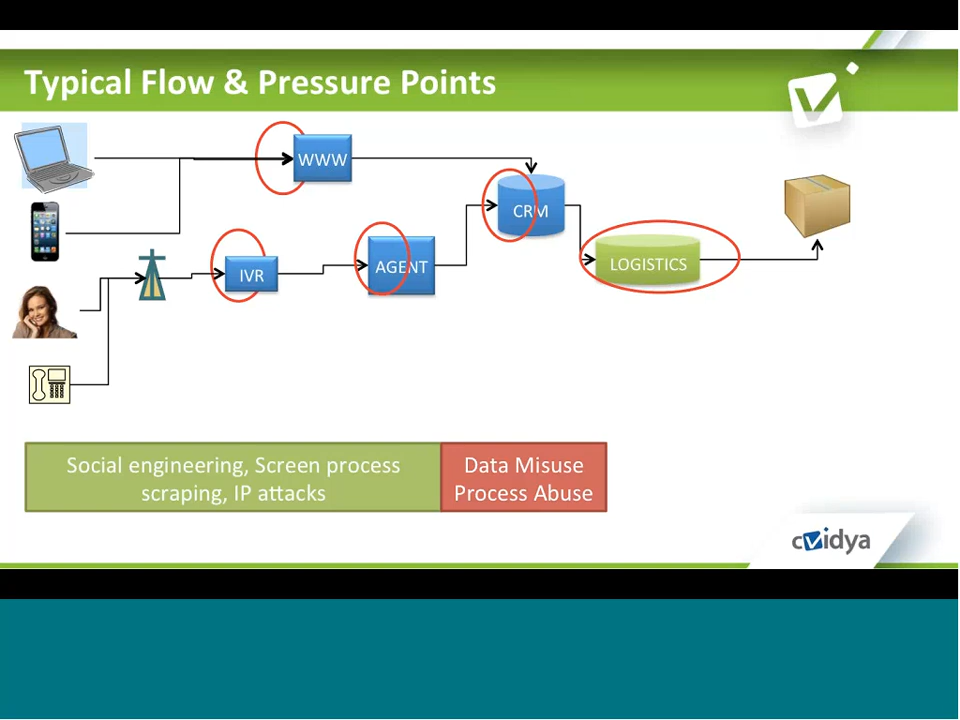 Typical Flow & Pressure Points
WWW
CRM
IVR
AGENT
LOGISTICS
Social engineering, Screen process
scraping, IP attacks
Data Misuse
Process Abuse
cvidya